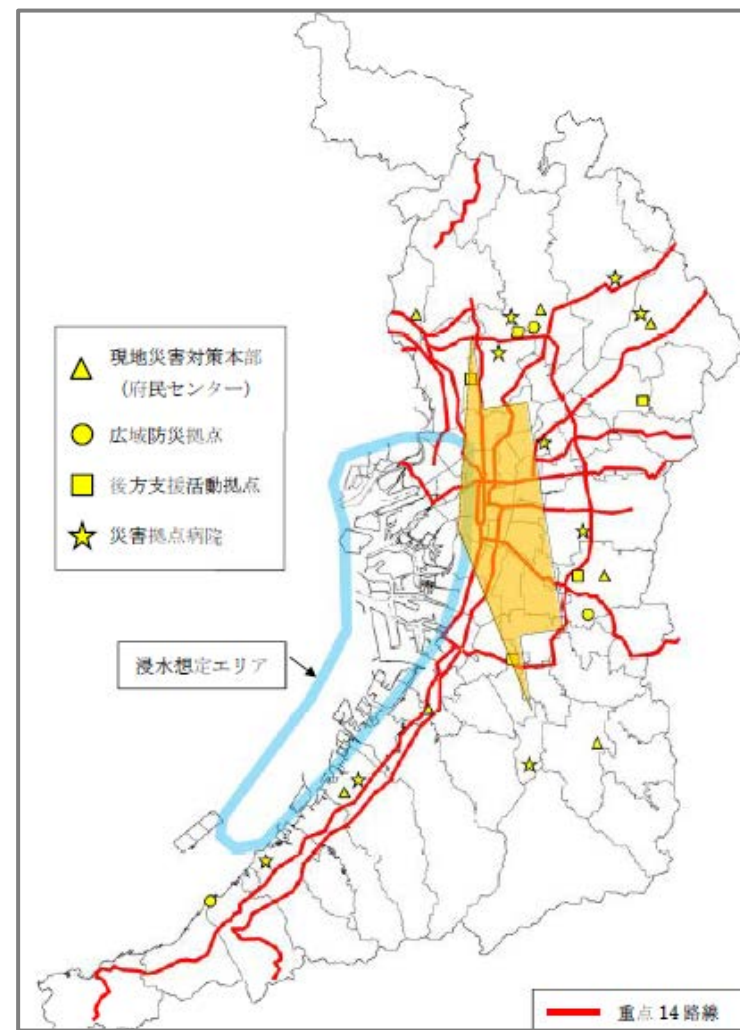 現地災害対策本部
（府民センター）
広域防災拠点
後方支援活動拠点
災害拠点病院
浸水想定エリア
重点 14 路線